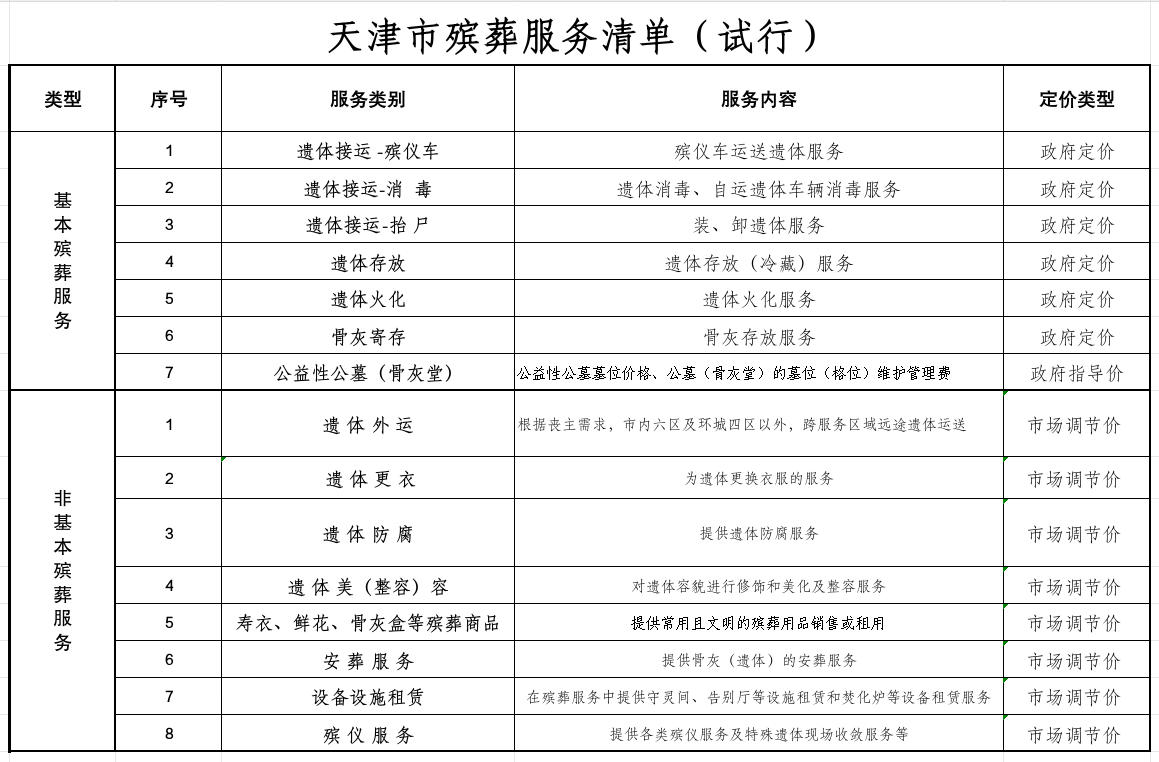 天津市殡葬服务清单（试行）
类型 序号 服务类别 服务内容 定价类型
基本殡葬服务
1 遗体接运 -殡仪车 殡仪车运送遗体服务 政府定价
2 遗体接运-消 毒 遗体消毒、自运遗体车辆消毒服务 政府定价
3 遗体接运-抬 尸 装、卸遗体服务 政府定价
4 遗体存放 遗体存放（冷藏）服务 政府定价
5 遗体火化 遗体火化服务 政府定价
6 骨灰寄存 骨灰存放服务 政府定价
7 公益性公墓（骨灰堂） 公益性公墓墓位价格、公墓（骨灰堂）的墓位（格位）维护管理费 政府指导价
非基本殡葬服务
1 遗 体 外 运 根据丧主需求，市内六区及环城四区以外，跨服务区域远途遗体运送 市场调节价
2 遗 体 更 衣 为遗体更换衣服的服务 市场调节价
3 遗 体 防 腐 提供遗体防腐服务 市场调节价
4 遗 体 美（整容）容 对遗体容貌进行修饰和美化及整容服务 市场调节价
5 寿衣、鲜花、骨灰盒等殡葬商品 提供常用且文明的殡葬用品销售或租用 市场调节价
6 安 葬 服 务 提供骨灰（遗体）的安葬服务 市场调节价
7 设备设施租赁 在殡葬服务中提供守灵间、告别厅等设施租赁和焚化炉等设备租赁服务 市场调节价
8 殡 仪 服 务 提供各类殡仪服务及特殊遗体现场收敛服务等 市场调节价